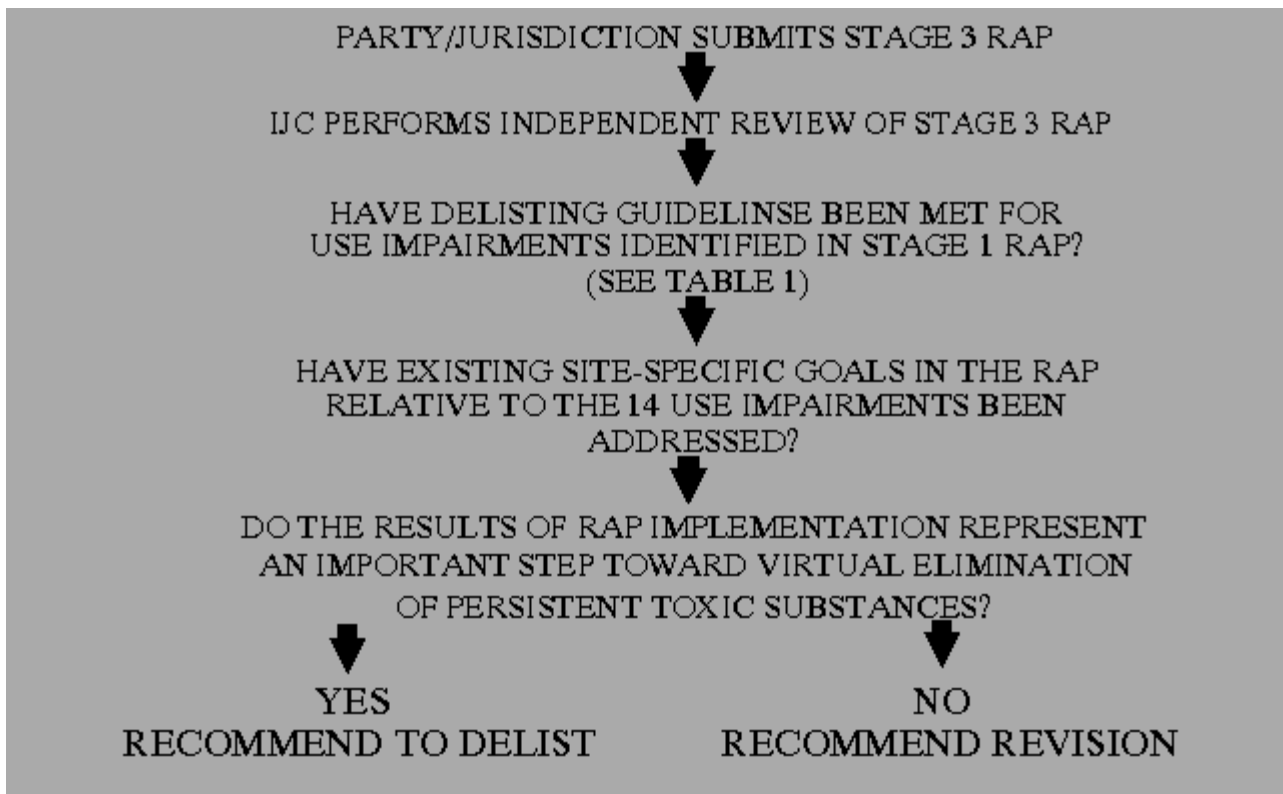 PARTY/JURISDICTION SUBMITS STAGE 3 RAP
IJC PERFORMS INDEPENDENT REVIEW OF STAGE 3 RAP
HAVE DELISTING GUIDELINSE BEEN MET FOR
USE IMPAIRMENTS IDENTIFIED IN STAGE 1 RAP?
(SEE TABLE 1)
HAVE EXISTING SITE-SPECIFIC GOALS IN THE RAP
RELATIVE TO THE 14 USE IMPAIRMENTS BEEN
ADDRESSED?
DO THE RESULTS OF RAP IMPLEMENTATION REPRESENT
AN IMPORTANT STEP TOWARD VIRTUAL ELIMINATION
OF PERSISTENT TOXIC SUBSTANCES?
YES
RECOMMEND TO DELIST
NO
RECOMMEND REVISION